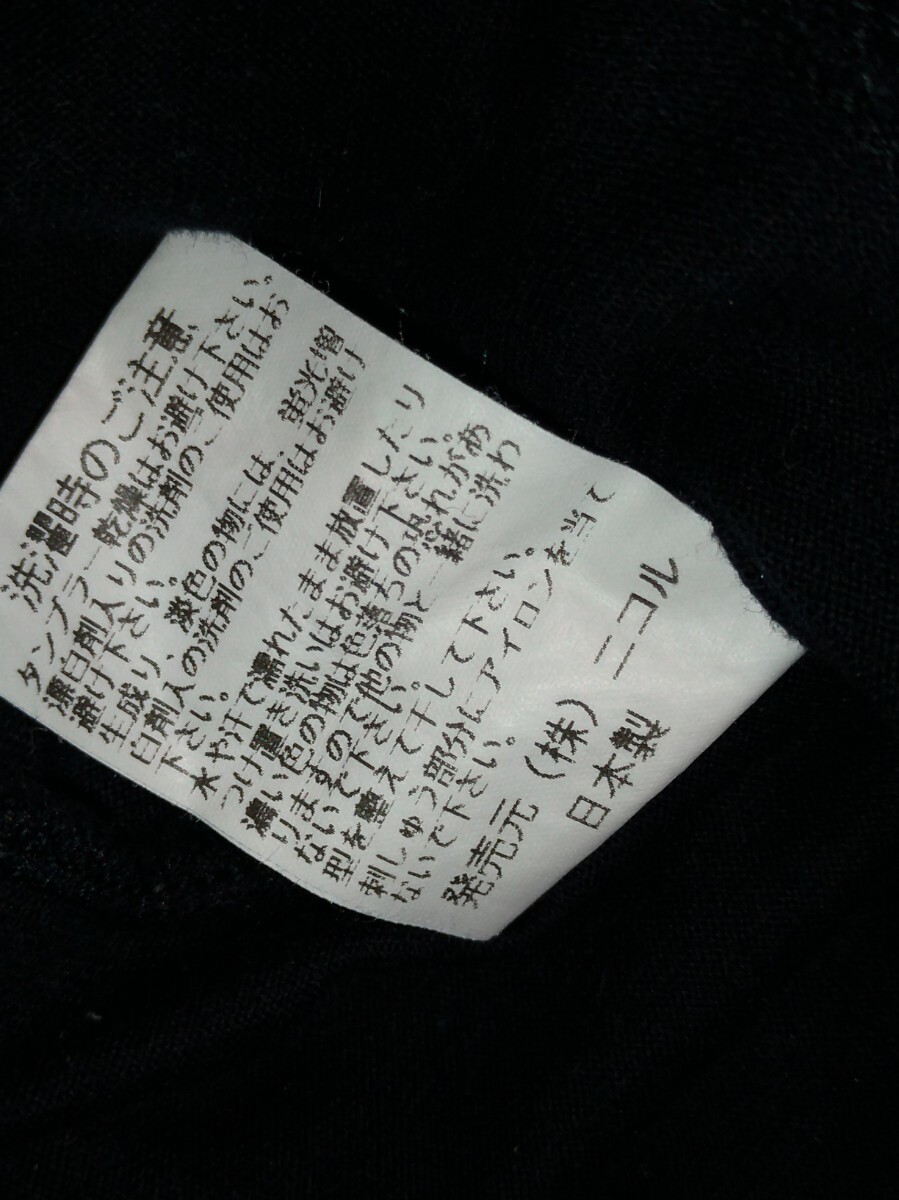 洗濯時のご注意
タンブラー乾燥はお避け下さい。
漂白剤入りの洗剤の、ご使用はお
避け下さい。
生成り、淡色の物には、蛍光増
白剤入の洗剤の、ご使用はお避け
下さい。
水や汗で濡れたまま放置したり
つけ置き洗いはお避け下さい。
濃い色の物は色落ちの恐れがあ
りますので他の物と一緒に洗わ
ないで下さい。
型を整えて干して下さい。
刺しゅう部分にアイロンを当て
ないで下さい。
発売元 (株) ニコル
日本製